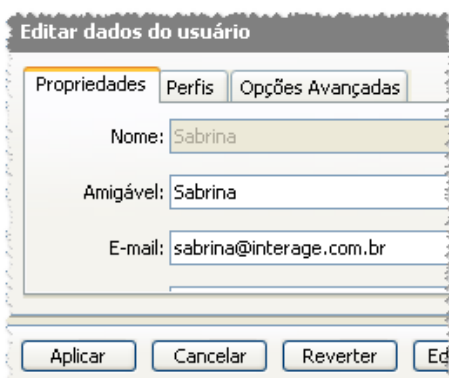 Editar dados do usuário
Propriedades Perfis Opções Avançadas
Nome: Sabrina
Amigável: Sabrina
E-mail: sabrina@interage.com.br
Aplicar Cancelar Reverter